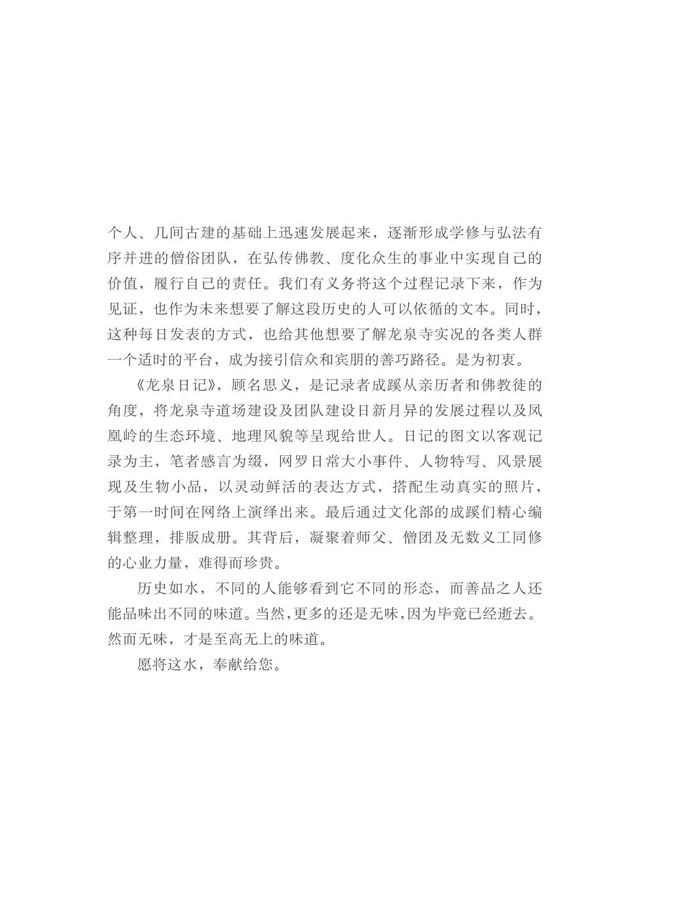 个人、几间古建的基础上迅速发展起来，逐渐形成学修与弘法有
序并进的僧俗团队，在弘传佛教、度化众生的事业中实现自己的
价值，履行自己的责任。我们有义务将这个过程记录下来，作为
见证，也作为未来想要了解这段历史的人可以依循的文本。同时，
这种每日发表的方式，也给其他想要了解龙泉寺实况的各类人群
一个适时的平台，成为接引信众和宾朋的善巧路径。是为初衷。
《龙泉日记》，顾名思义，是记录者成蹊从亲历者和佛教徒的
角度，将龙泉寺道场建设及团队建设日新月异的发展过程以及凤
凰岭的生态环境、地理风貌等呈现给世人。日记的图文以客观记
录为主，笔者感言为缀，网罗日常大小事件、人物特写、风景展
现及生物小品，以灵动鲜活的表达方式，搭配生动真实的照片，
于第一时间在网络上演绎出来。最后通过文化部的成蹊们精心编
辑整理，排版成册。其背后，凝聚着师父、僧团及无数义工同修
的心业力量，难得而珍贵。
历史如水，不同的人能够看到它不同的形态，而善品之人还
能品味出不同的味道。当然，更多的还是无味，因为毕竟已经逝去。
然而无味，才是至高无上的味道。
愿将这水，奉献给您。